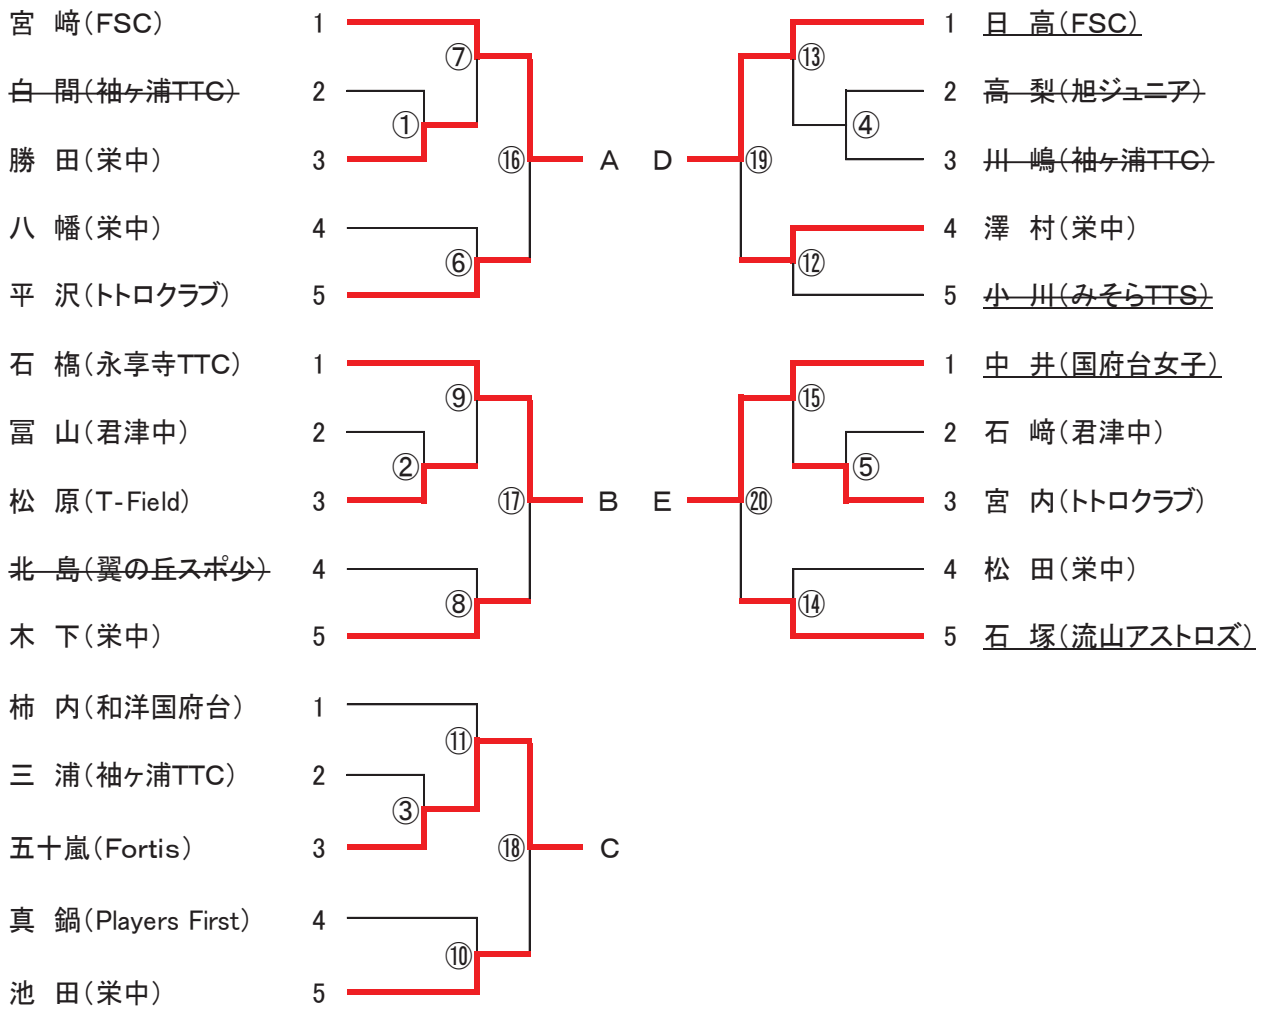 宮 﨑(FSC) 1
⑦
白 間(袖ヶ浦TTC) 2
①
勝 田(栄中) 3
⑯ A
八 幡(栄中) 4
⑥
平 沢(トトロクラブ) 5
石 橋(永享寺TTC) 1
⑨
冨 山(君津中) 2
②
松 原(T-Field) 3
⑰ B
北 島(翼の丘スポ少) 4
⑧
木 下(栄中) 5
柿 内(和洋国府台) 1
⑪
三 浦(袖ヶ浦TTC) 2
③
五十嵐(Fortis) 3
⑱ C
真 鍋(Players First) 4
⑩
池 田(栄中) 5
1 日 高(FSC)
⑬
2 高 梨(旭ジュニア)
④
D ⑲
3 川 嶋(袖ヶ浦TTC)
4 澤 村(栄中)
⑫
5 小 川(みそらTTS)
1 中 井(国府台女子)
⑮
2 石 﨑(君津中)
⑤
E ⑳
3 宮 内(トトロクラブ)
4 松 田(栄中)
⑭
5 石 塚(流山アストロズ)